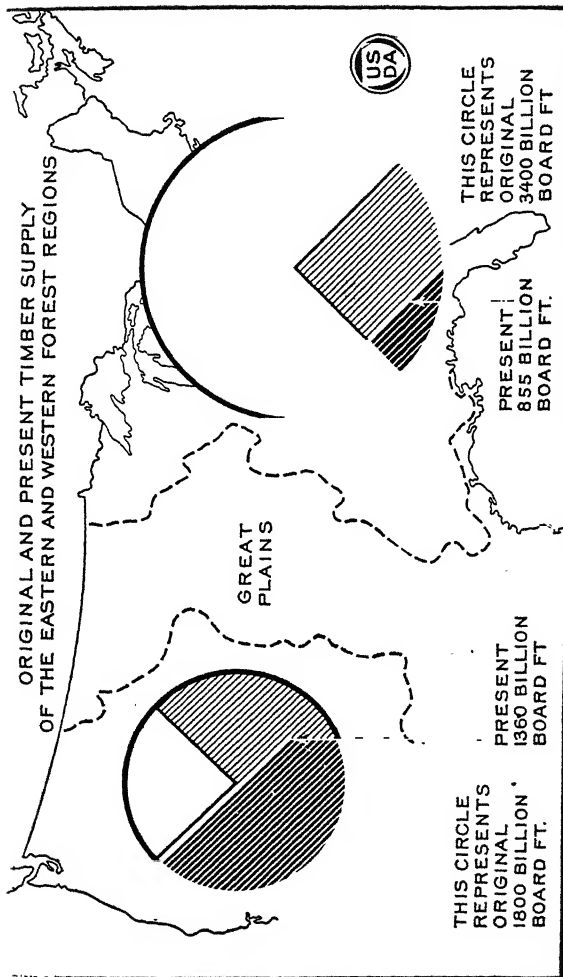 ORIGINAL AND PRESENT TIMBER SUPPLY
OF THE EASTERN AND WESTERN FOREST REGIONS
US
DA
GREAT
PLAINS
THIS CIRCLE
REPRESENTS
ORIGINAL
1800 BILLION
BOARD FT.
PRESENT
1360 BILLION
BOARD FT
PRESENT
855 BILLION
BOARD FT.
THIS CIRCLE
REPRESENTS
ORIGINAL
3400 BILLION
BOARD FT